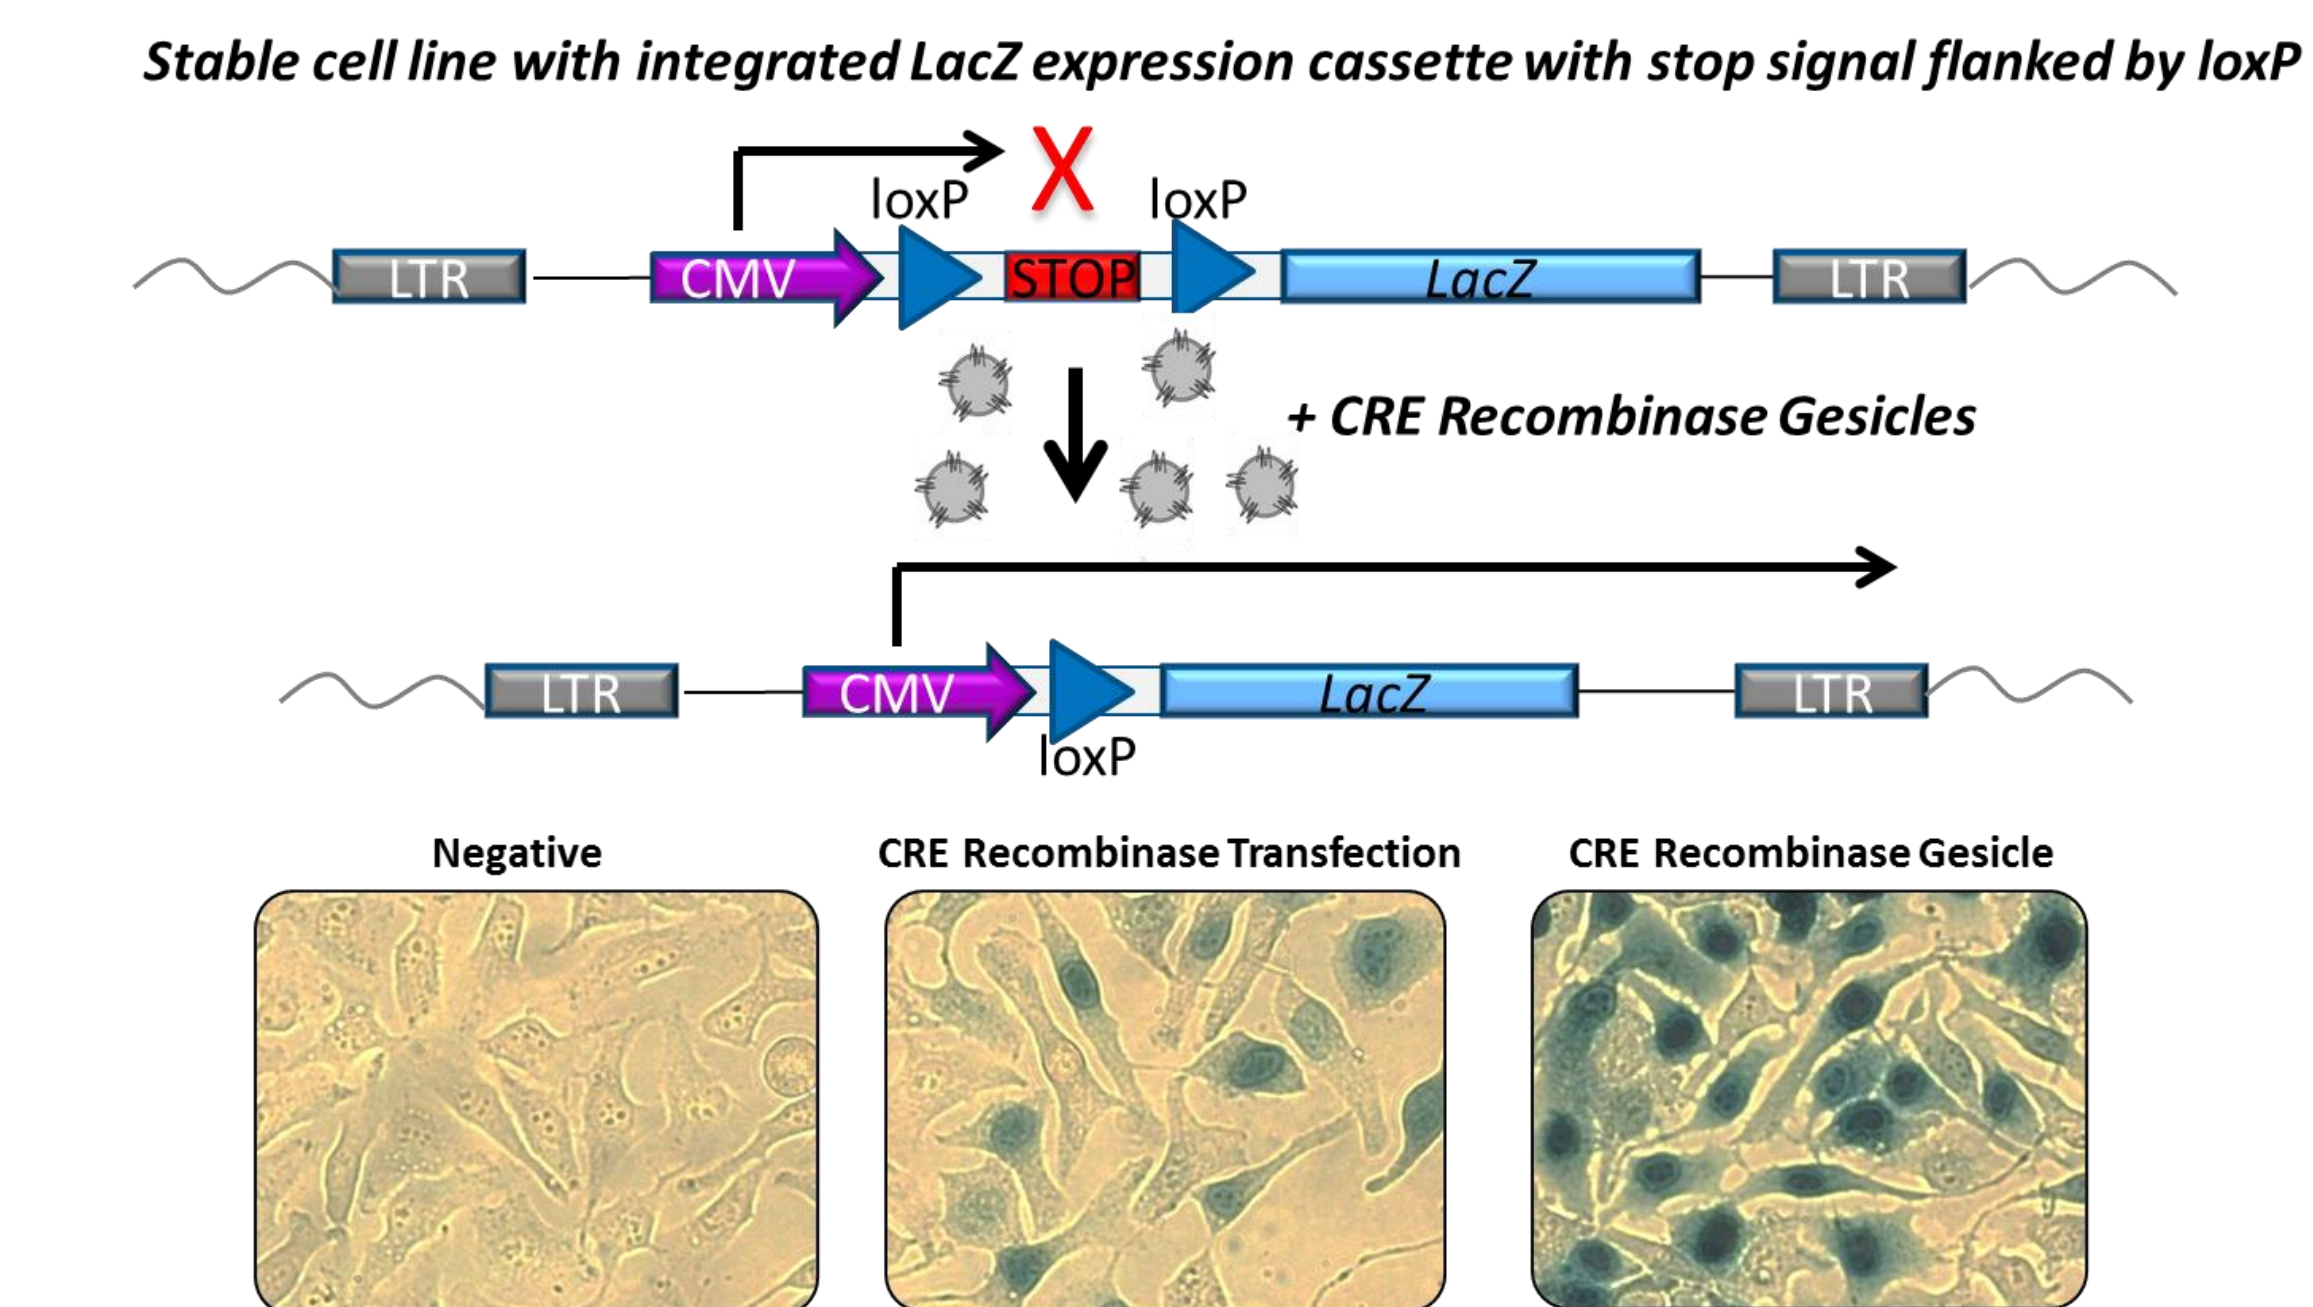 Stable cell line with integrated LacZ expression cassette with stop signal flanked by loxP
X
loxP loxP
LTR CMV STOP LacZ LTR
+ CRE Recombinase Gesicles
LTR CMV LacZ LTR
loxP
Negative CRE Recombinase Transfection CRE Recombinase Gesicle